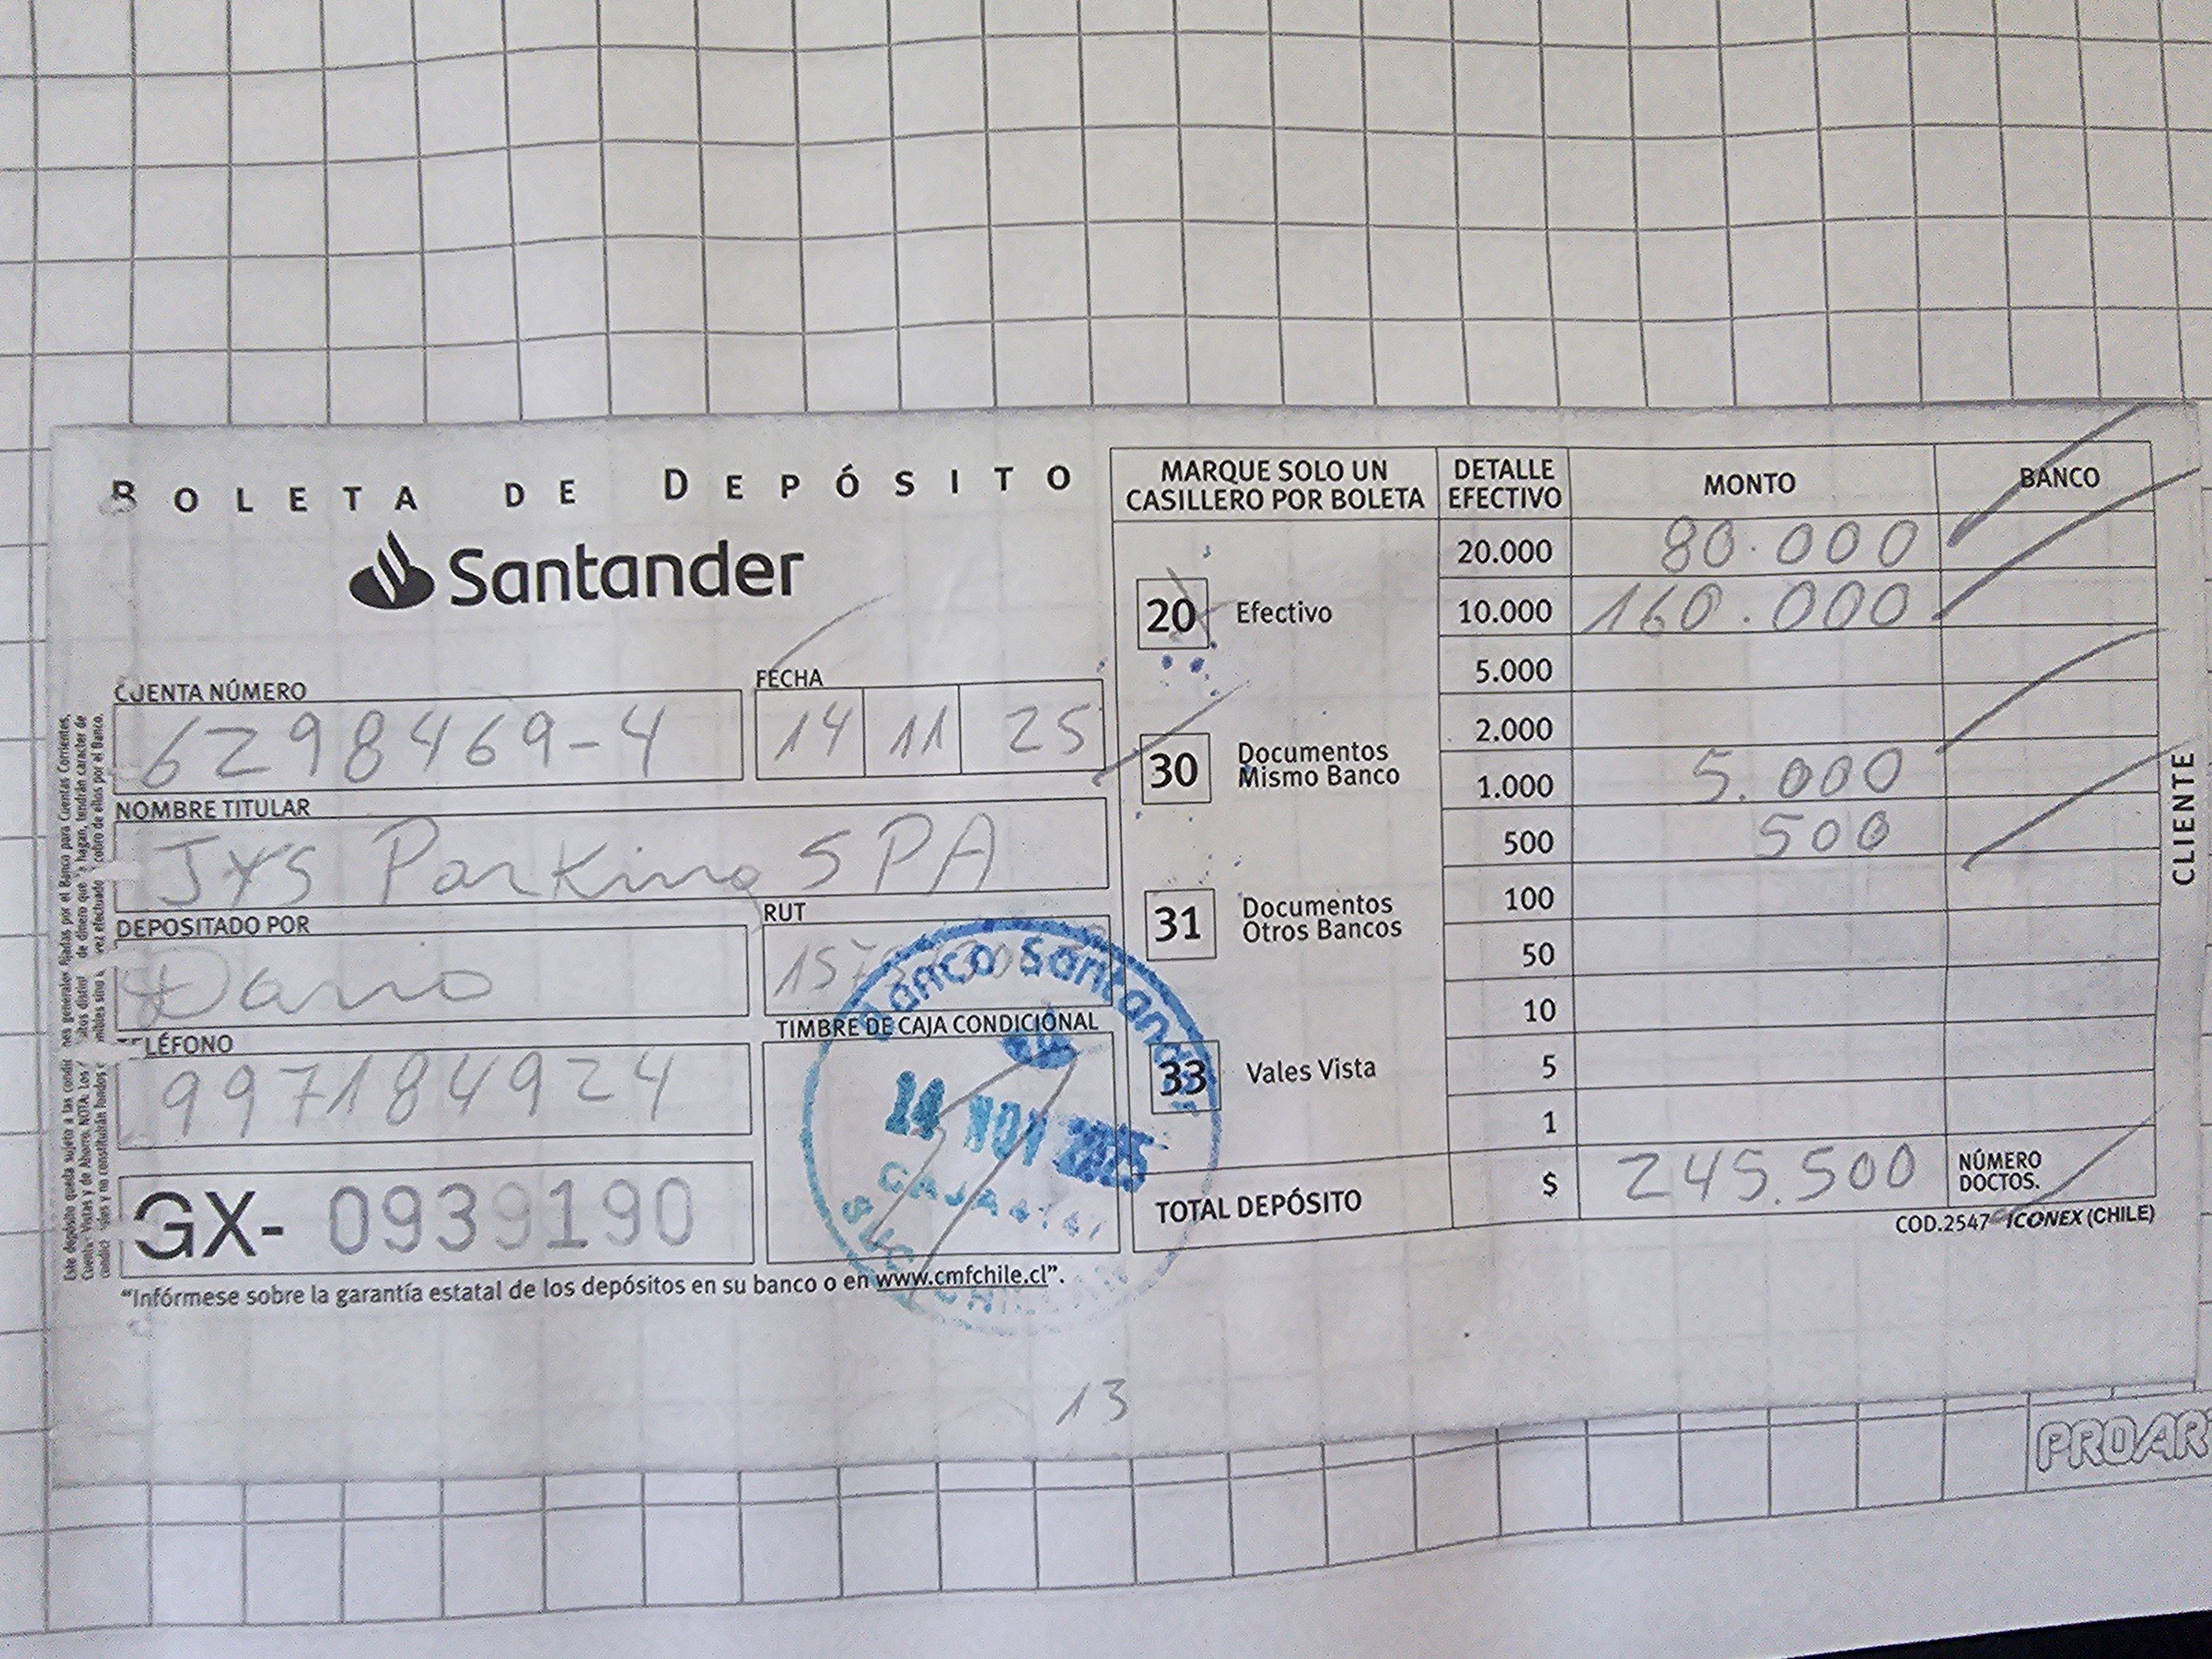 BOLETA DE DEPÓSITO
Santander
CUENTA NÚMERO
6298469-4
FECHA
14 11 25
NOMBRE TITULAR
JYS Parking SPA
DEPOSITADO POR
Dario
RUT
TELÉFONO
997184924
TIMBRE DE CAJA CONDICIONAL
Banco Santander
14 NOV 2025
CAJA
SUC
GX- 0939190
"Infórmese sobre la garantía estatal de los depósitos en su banco o en www.cmfchile.cl".
MARQUE SOLO UN CASILLERO POR BOLETA
20 Efectivo
30 Documentos Mismo Banco
31 Documentos Otros Bancos
33 Vales Vista
DETALLE EFECTIVO MONTO BANCO
20.000 80.000
10.000 160.000
5.000
2.000
1.000 5.000
500 500
100
50
10
5
1
TOTAL DEPÓSITO $ 245.500 NÚMERO DOCTOS.
COD.2547 ICONEX (CHILE)
CLIENTE
13
PROAR